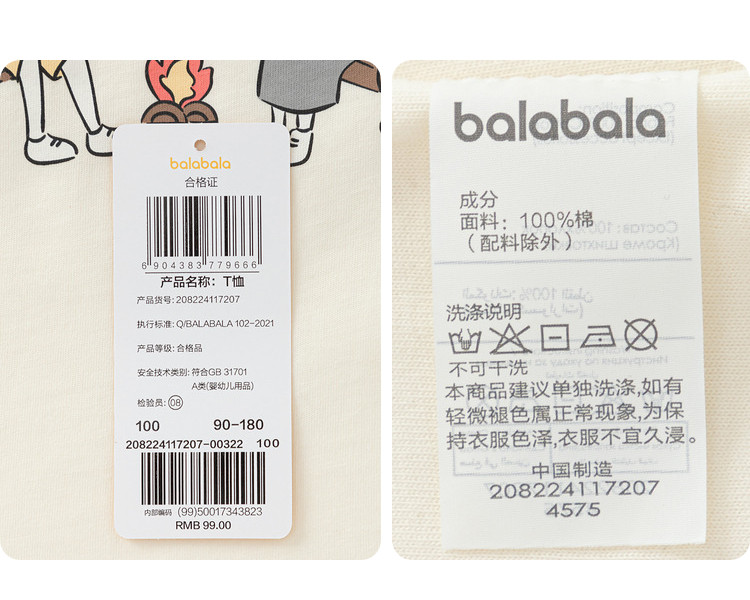 balabala
合格证
6 904383 779666
产品名称：T恤
产品货号：208224117207
执行标准：Q/BALABALA 102-2021
产品等级：合格品
安全技术类别：符合GB 31701
A类(婴幼儿用品)
检验员：08
100 90-180
208224117207-00322 100
内部编码 (99)50017343823
RMB 99.00
balabala
成分
面料：100%棉
（配料除外）
洗涤说明
不可干洗
本商品建议单独洗涤,如有
轻微褪色属正常现象,为保
持衣服色泽,衣服不宜久浸。
中国制造
208224117207
4575